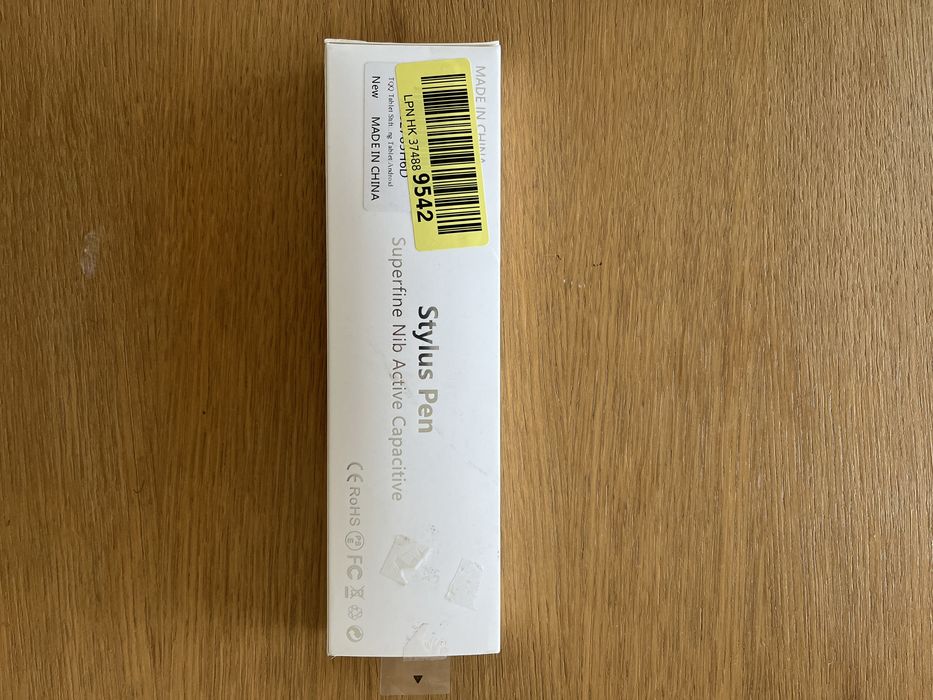 MADE IN CHINA
LPN HK 37488 9542
New MADE IN CHINA
Stylus Pen
Superfine Nib Active Capacitive
CE RoHS FC